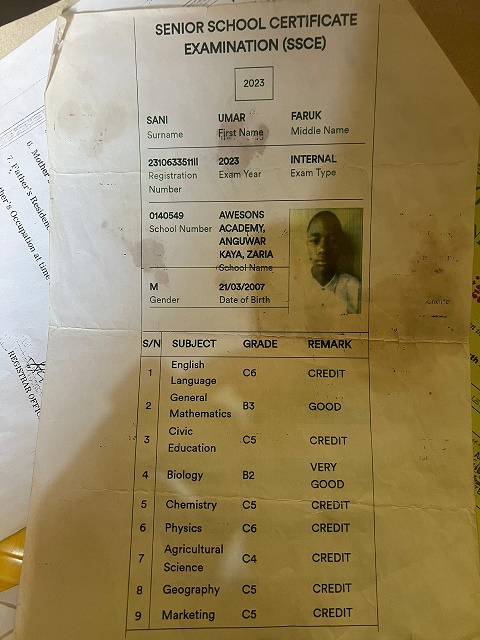 SENIOR SCHOOL CERTIFICATE
EXAMINATION (SSCE)
2023
SANI UMAR FARUK
Surname First Name Middle Name
2310633511II 2023 INTERNAL
Registration Exam Year Exam Type
Number
0140549 AWESONS
School Number ACADEMY,
ANGUWAR
KAYA, ZARIA
School Name
M 21/03/2007
Gender Date of Birth
S/N SUBJECT GRADE REMARK
1 English Language C6 CREDIT
2 General Mathematics B3 GOOD
3 Civic Education C5 CREDIT
4 Biology B2 VERY GOOD
5 Chemistry C5 CREDIT
6 Physics C6 CREDIT
7 Agricultural Science C4 CREDIT
8 Geography C5 CREDIT
9 Marketing C5 CREDIT
6. Mother's
7. Father's Residence
Occupation at time
REGISTRAR